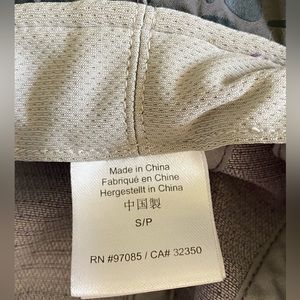 Made in China
Fabriqué en Chine
Hergestellt in China
中国製
S/P
RN #97085 / CA# 32350